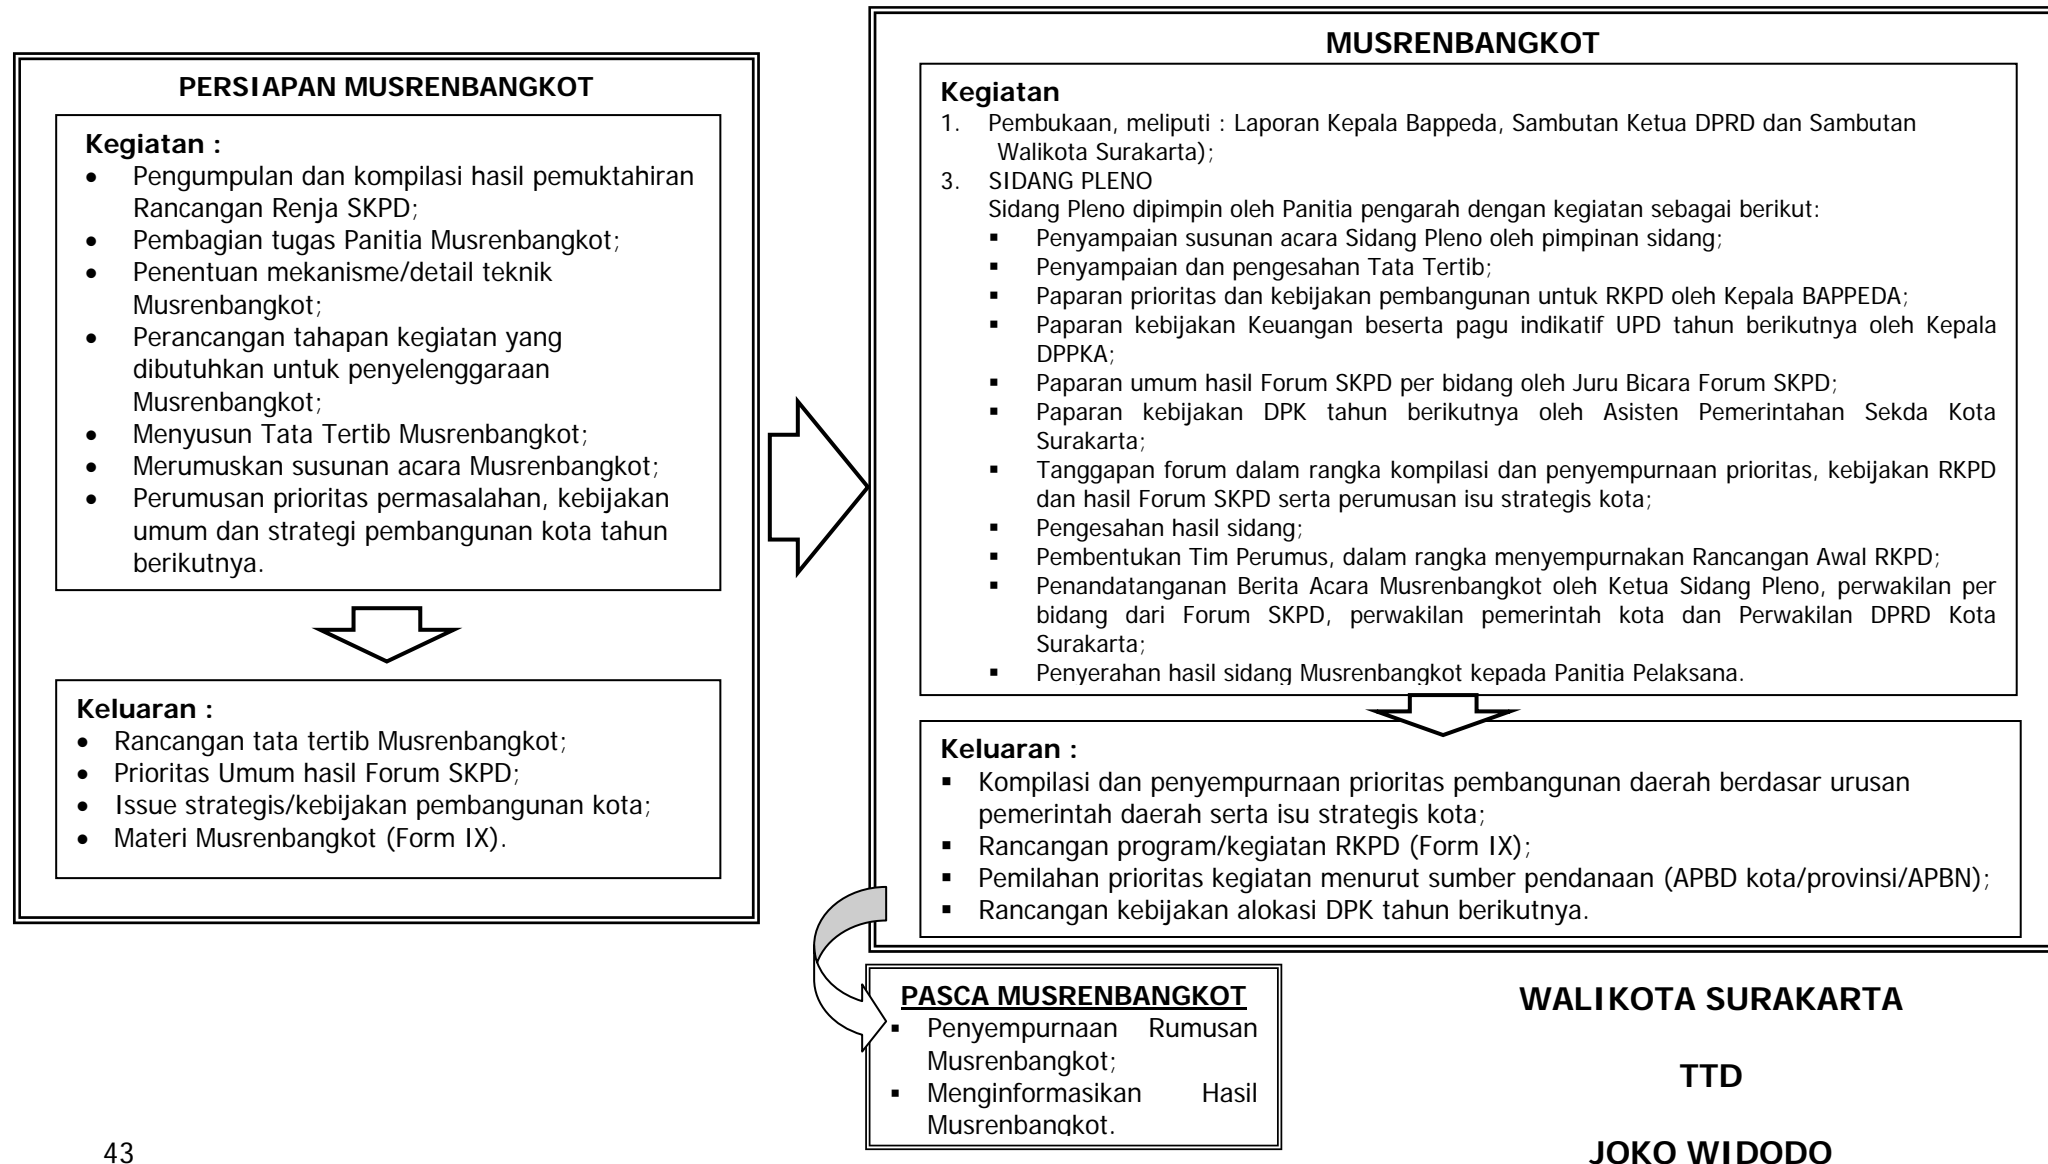 PERSIAPAN MUSRENBANGKOT
Kegiatan :
• Pengumpulan dan kompilasi hasil pemuktahiran
Rancangan Renja SKPD;
• Pembagian tugas Panitia Musrenbangkot;
• Penentuan mekanisme/detail teknik
Musrenbangkot;
• Perancangan tahapan kegiatan yang
dibutuhkan untuk penyelenggaraan
Musrenbangkot;
• Menyusun Tata Tertib Musrenbangkot;
• Merumuskan susunan acara Musrenbangkot;
• Perumusan prioritas permasalahan, kebijakan
umum dan strategi pembangunan kota tahun
berikutnya.
Keluaran :
• Rancangan tata tertib Musrenbangkot;
• Prioritas Umum hasil Forum SKPD;
• Issue strategis/kebijakan pembangunan kota;
• Materi Musrenbangkot (Form IX).
MUSRENBANGKOT
Kegiatan
1. Pembukaan, meliputi : Laporan Kepala Bappeda, Sambutan Ketua DPRD dan Sambutan
Walikota Surakarta);
3. SIDANG PLENO
Sidang Pleno dipimpin oleh Panitia pengarah dengan kegiatan sebagai berikut:
▪ Penyampaian susunan acara Sidang Pleno oleh pimpinan sidang;
▪ Penyampaian dan pengesahan Tata Tertib;
▪ Paparan prioritas dan kebijakan pembangunan untuk RKPD oleh Kepala BAPPEDA;
▪ Paparan kebijakan Keuangan beserta pagu indikatif UPD tahun berikutnya oleh Kepala
DPPKA;
▪ Paparan umum hasil Forum SKPD per bidang oleh Juru Bicara Forum SKPD;
▪ Paparan kebijakan DPK tahun berikutnya oleh Asisten Pemerintahan Sekda Kota
Surakarta;
▪ Tanggapan forum dalam rangka kompilasi dan penyempurnaan prioritas, kebijakan RKPD
dan hasil Forum SKPD serta perumusan isu strategis kota;
▪ Pengesahan hasil sidang;
▪ Pembentukan Tim Perumus, dalam rangka menyempurnakan Rancangan Awal RKPD;
▪ Penandatanganan Berita Acara Musrenbangkot oleh Ketua Sidang Pleno, perwakilan per
bidang dari Forum SKPD, perwakilan pemerintah kota dan Perwakilan DPRD Kota
Surakarta;
▪ Penyerahan hasil sidang Musrenbangkot kepada Panitia Pelaksana.
Keluaran :
▪ Kompilasi dan penyempurnaan prioritas pembangunan daerah berdasar urusan
pemerintah daerah serta isu strategis kota;
▪ Rancangan program/kegiatan RKPD (Form IX);
▪ Pemilahan prioritas kegiatan menurut sumber pendanaan (APBD kota/provinsi/APBN);
▪ Rancangan kebijakan alokasi DPK tahun berikutnya.
PASCA MUSRENBANGKOT
▪ Penyempurnaan Rumusan
Musrenbangkot;
▪ Menginformasikan Hasil
Musrenbangkot.
WALIKOTA SURAKARTA
TTD
JOKO WIDODO
43